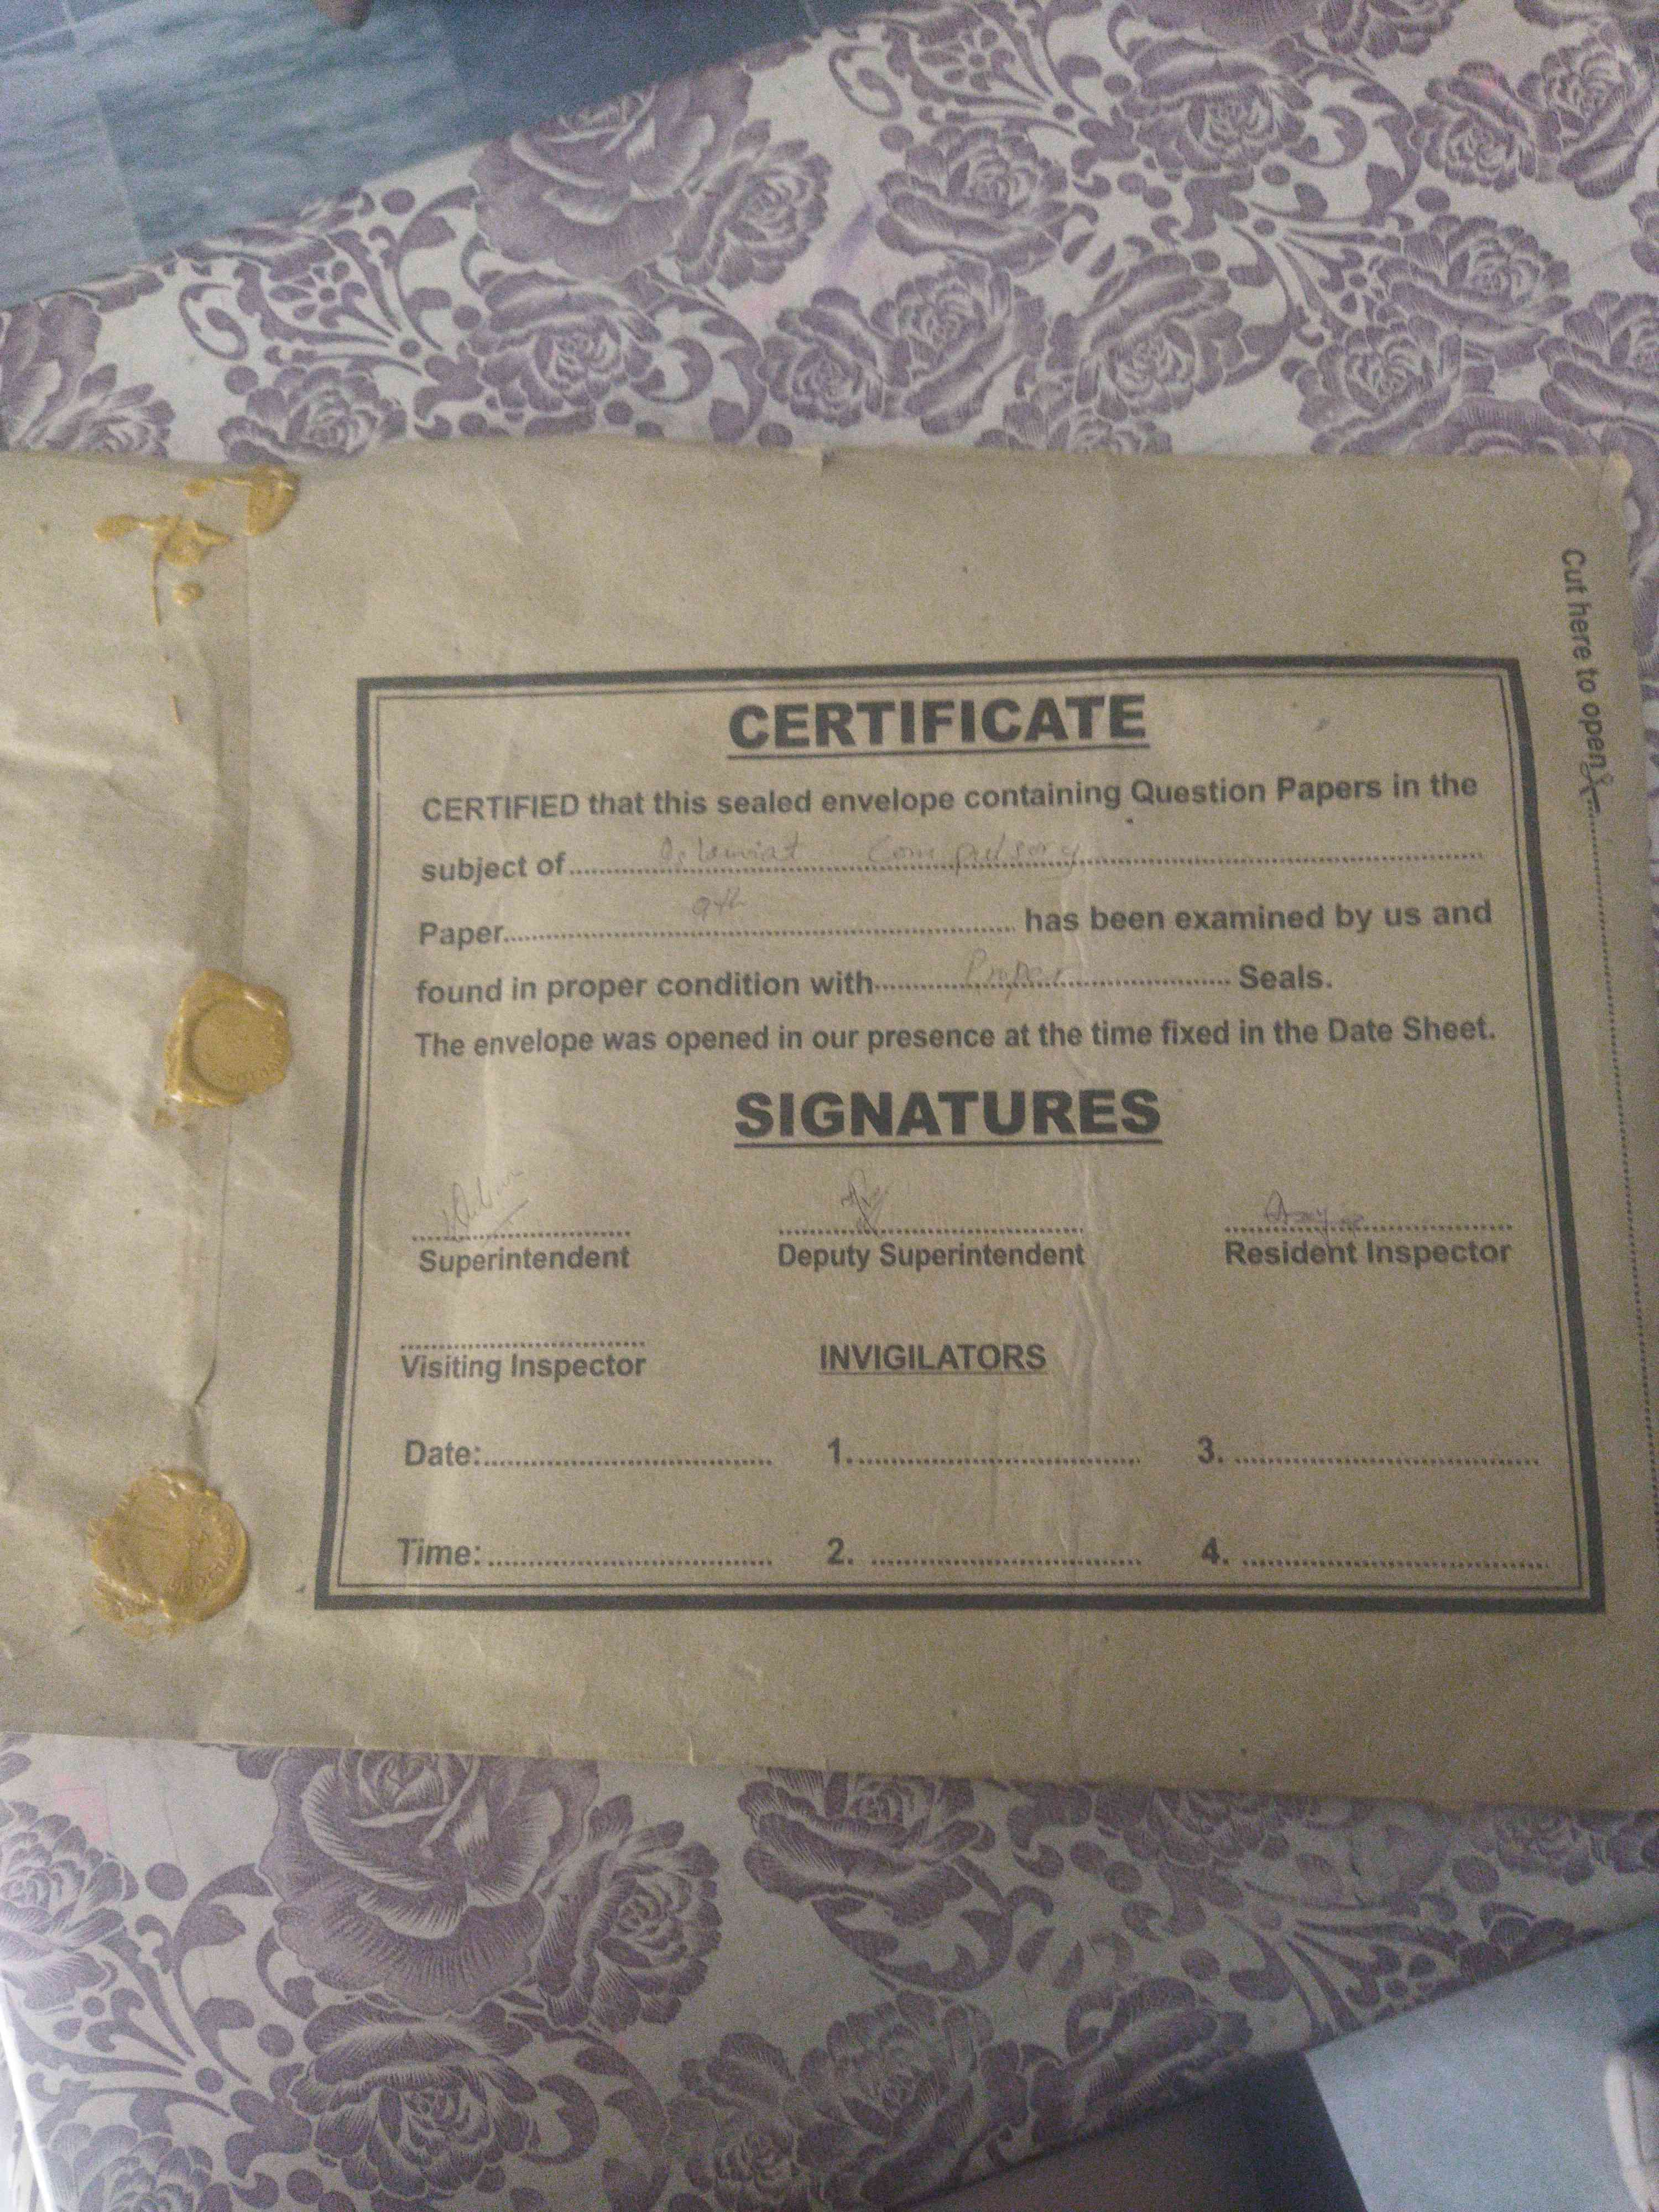 Cut here to open
CERTIFICATE
CERTIFIED that this sealed envelope containing Question Papers in the
subject of.......... Islamiat Compulsory ..........
Paper.......... 9th .......... has been examined by us and
found in proper condition with.......... Proper .......... Seals.
The envelope was opened in our presence at the time fixed in the Date Sheet.
SIGNATURES
Superintendent Deputy Superintendent Resident Inspector
Visiting Inspector INVIGILATORS
Date:.......... 1........... 3. ..........
Time:.......... 2. .......... 4. ..........